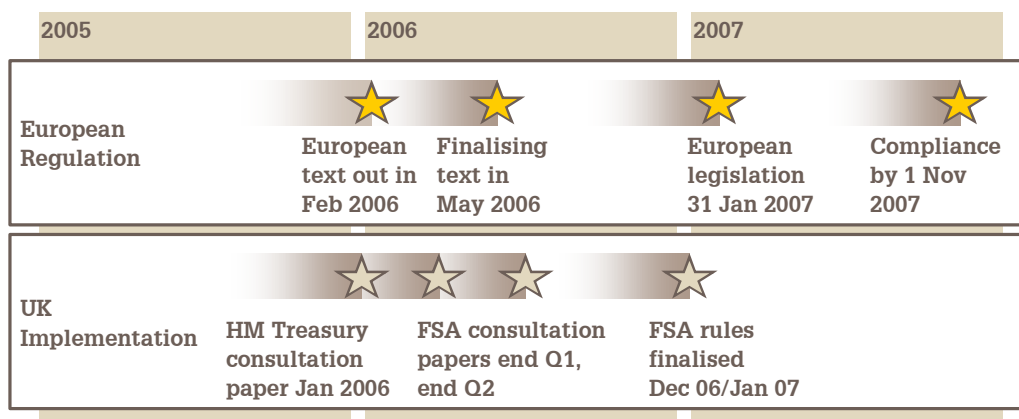 2005
2006
2007
European
Regulation
European
text out in
Feb 2006
Finalising
text in
May 2006
European
legislation
31 Jan 2007
Compliance
by 1 Nov
2007
UK
Implementation
HM Treasury
consultation
paper Jan 2006
FSA consultation
papers end Q1,
end Q2
FSA rules
finalised
Dec 06/Jan 07